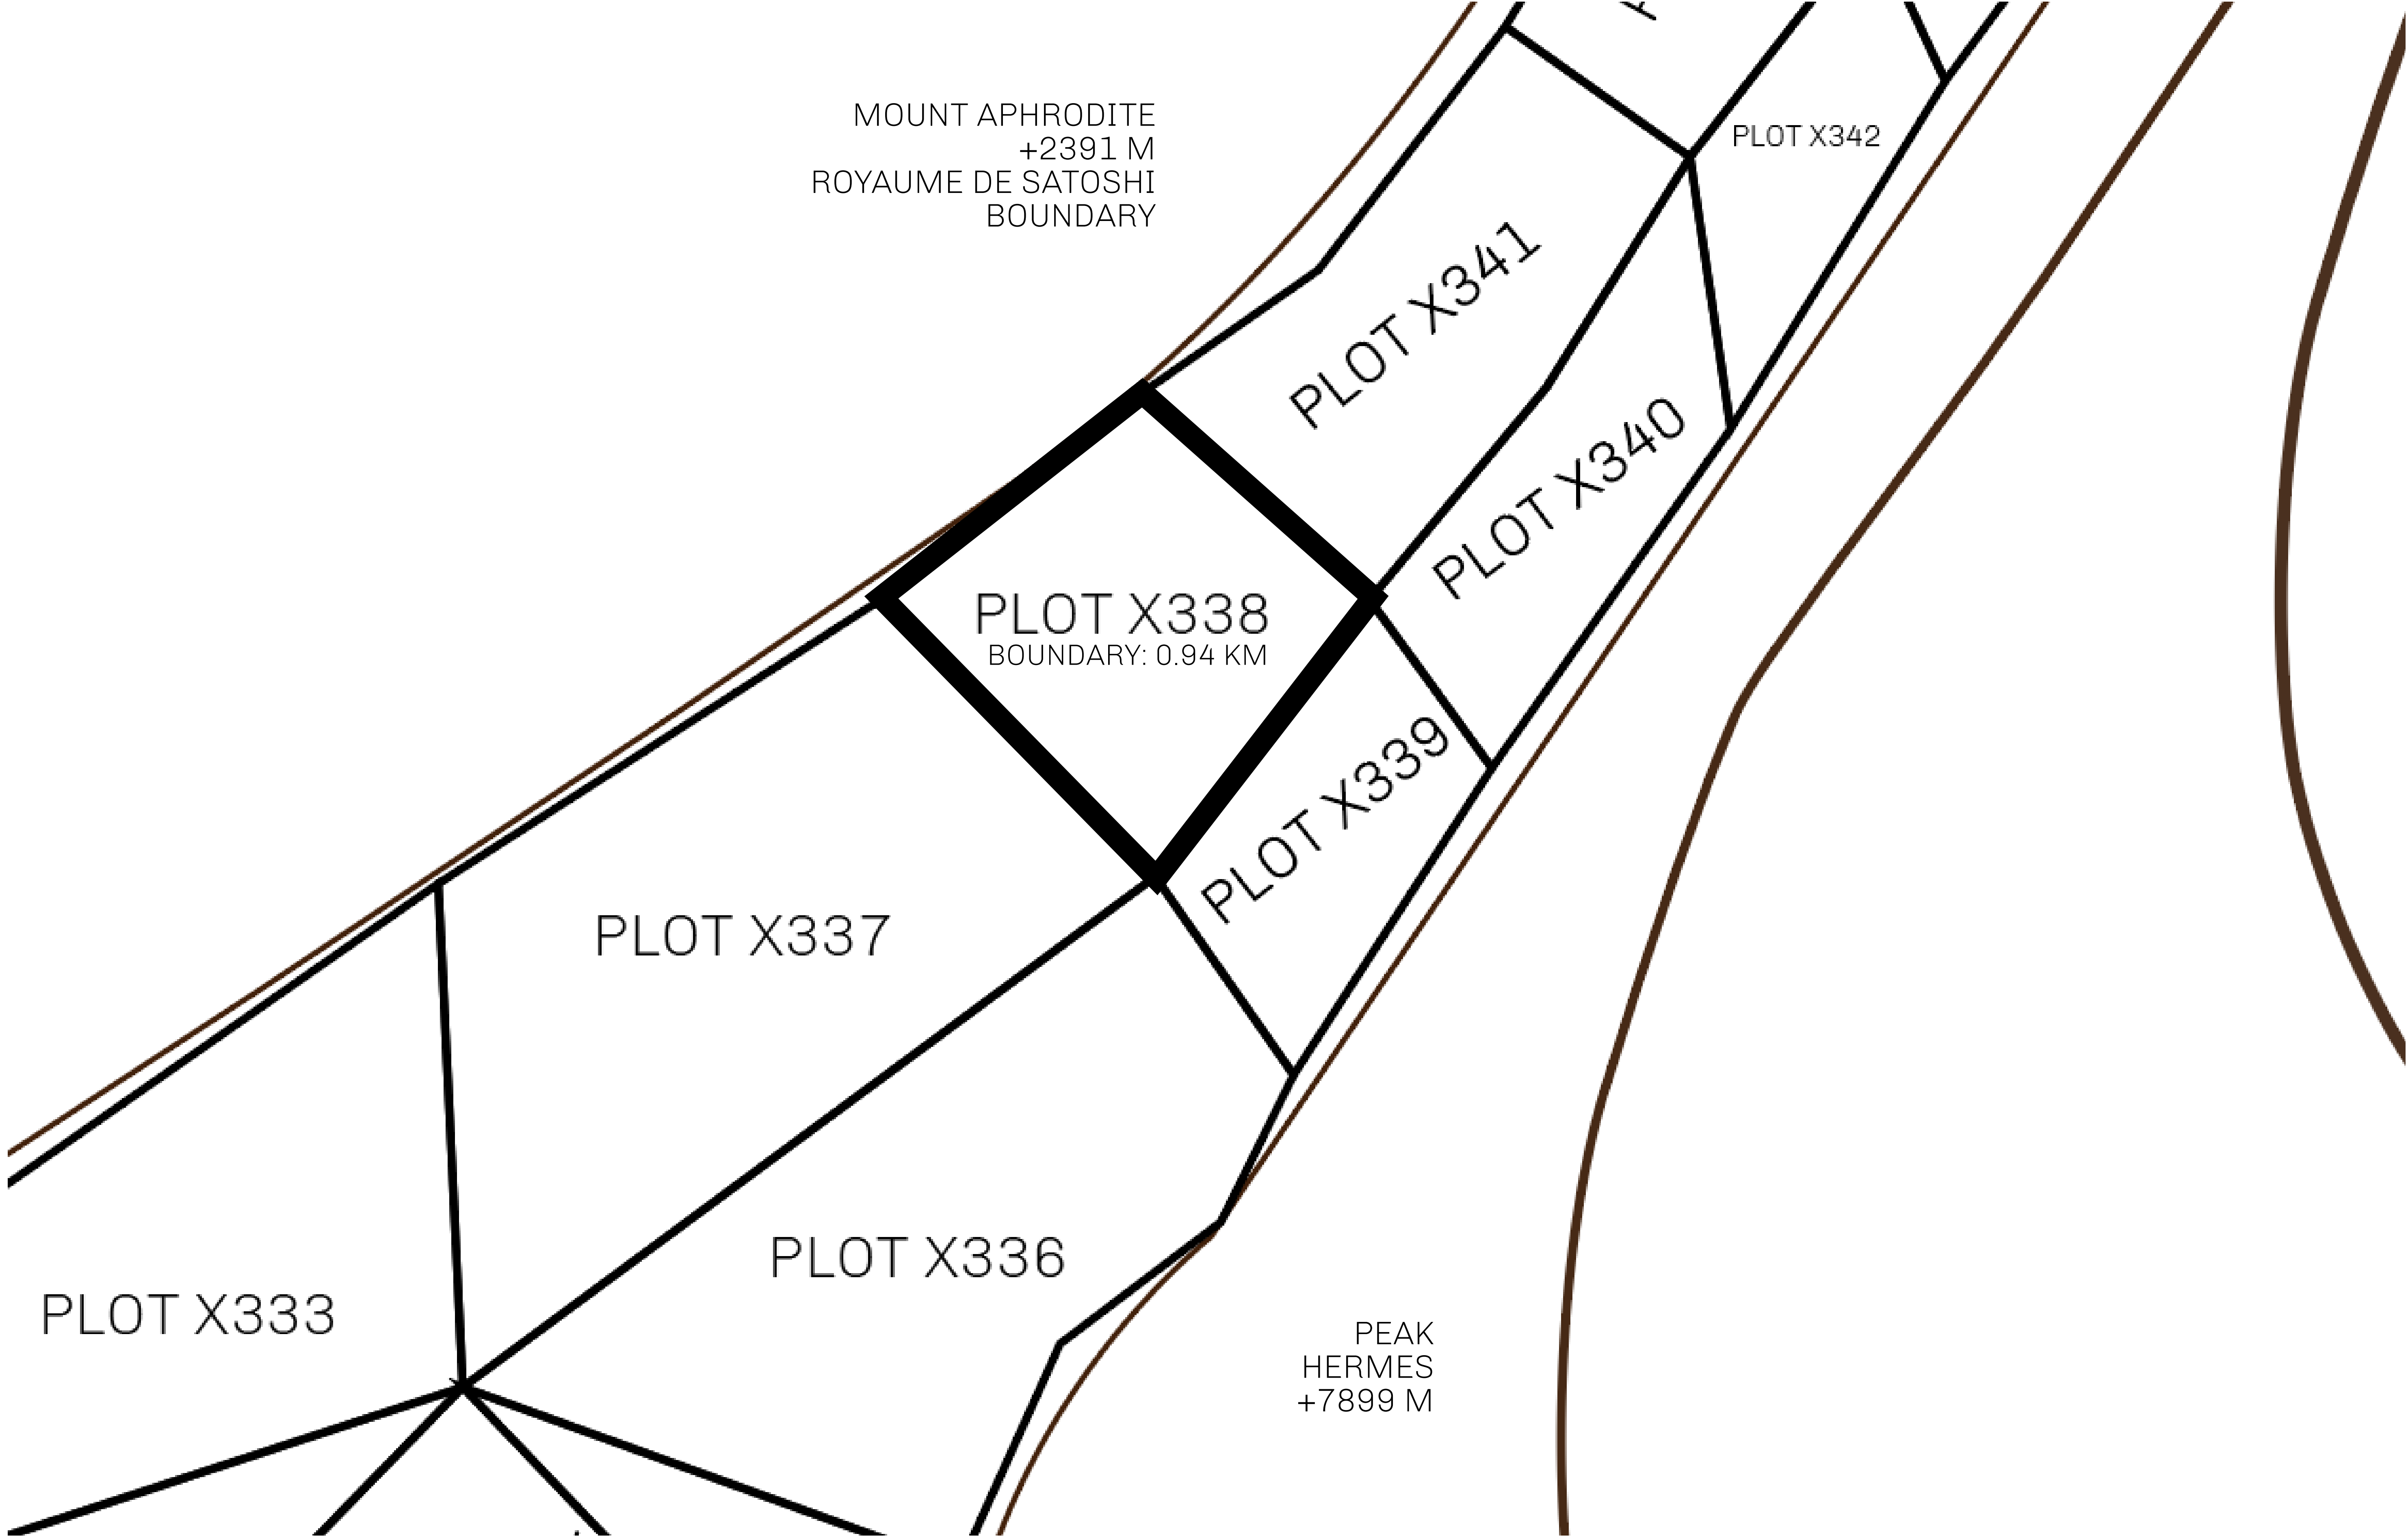 MOUNT APHRODITE
+2391 M
ROYAUME DE SATOSHI
BOUNDARY
PLOT X342
PLOT X341
PLOT X340
PLOT X338
BOUNDARY: 0.94 KM
PLOT X339
PLOT X337
PLOT X336
PLOT X333
PEAK
HERMES
+7899 M